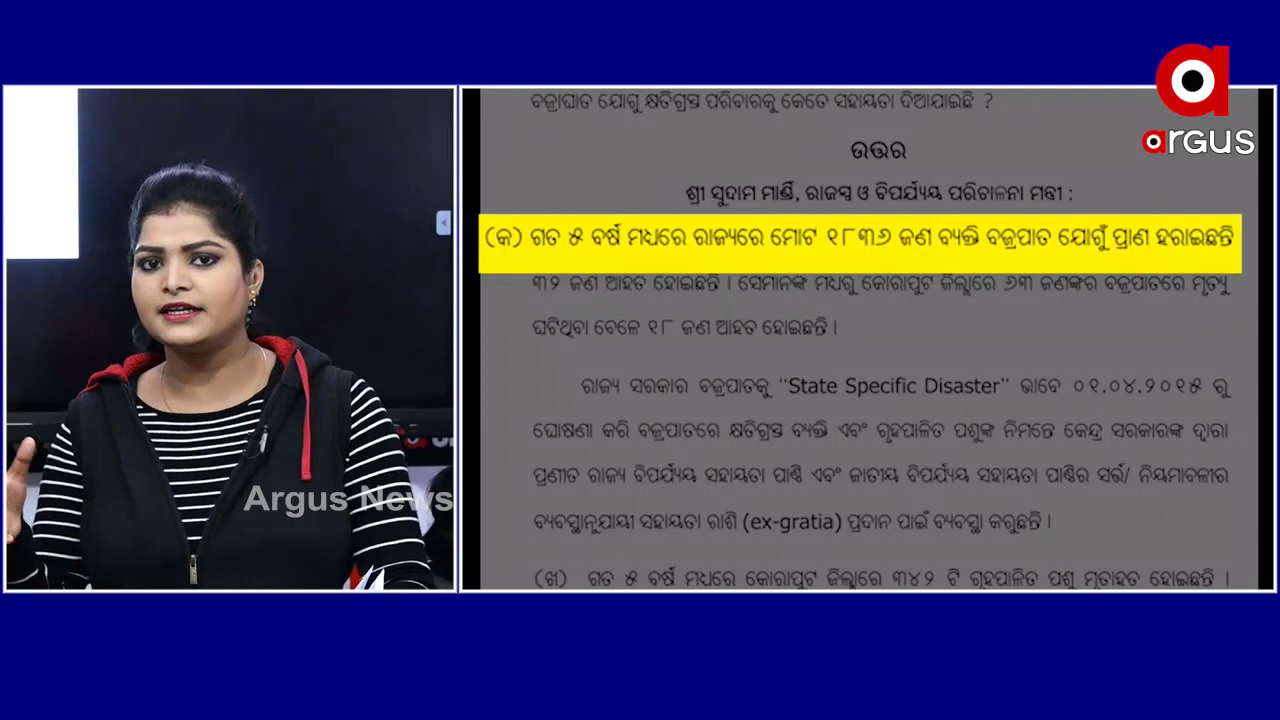 ବଜ୍ରାଘାତ ଯୋଗୁ କ୍ଷତିଗ୍ରସ୍ତ ପରିବାରକୁ କେତେ ସହାୟତା ଦିଆଯାଇଛି ?
ଉତ୍ତର
ଶ୍ରୀ ସୁଦାମ ମାର୍ଣ୍ଡି, ରାଜସ୍ୱ ଓ ବିପର୍ଯ୍ୟୟ ପରିଚାଳନା ମନ୍ତ୍ରୀ :
(କ) ଗତ ୫ ବର୍ଷ ମଧ୍ୟରେ ରାଜ୍ୟରେ ମୋଟ ୧୮୩୬ ଜଣ ବ୍ୟକ୍ତି ବଜ୍ରପାତ ଯୋଗୁଁ ପ୍ରାଣ ହରାଇଛନ୍ତି
୩୨ ଜଣ ଆହତ ହୋଇଛନ୍ତି । ସେମାନଙ୍କ ମଧ୍ୟରୁ କୋରାପୁଟ ଜିଲ୍ଲାରେ ୬୩ ଜଣଙ୍କର ବଜ୍ରପାତରେ ମୃତ୍ୟୁ
ଘଟିଥିବା ବେଳେ ୧୮ ଜଣ ଆହତ ହୋଇଛନ୍ତି ।
ରାଜ୍ୟ ସରକାର ବଜ୍ରପାତକୁ "State Specific Disaster" ଭାବେ ୦୧.୦୪.୨୦୧୫ ରୁ
ଘୋଷଣା କରି ବଜ୍ରପାତରେ କ୍ଷତିଗ୍ରସ୍ତ ବ୍ୟକ୍ତି ଏବଂ ଗୃହପାଳିତ ପଶୁଙ୍କ ନିମନ୍ତେ କେନ୍ଦ୍ର ସରକାରଙ୍କ ଦ୍ୱାରା
ପ୍ରଣୀତ ରାଜ୍ୟ ବିପର୍ଯ୍ୟୟ ସହାୟତା ପାଣ୍ଠି ଏବଂ ଜାତୀୟ ବିପର୍ଯ୍ୟୟ ସହାୟତା ପାଣ୍ଠିର ସର୍ତ୍ତ/ ନିୟମାବଳୀର
ବ୍ୟବସ୍ଥାନୁଯାୟୀ ସହାୟତା ରାଶି (ex-gratia) ପ୍ରଦାନ ପାଇଁ ବ୍ୟବସ୍ଥା କରୁଛନ୍ତି ।
(ଖ) ଗତ ୫ ବର୍ଷ ମଧ୍ୟରେ କୋରାପୁଟ ଜିଲ୍ଲାରେ ୩୪୨ ଟି ଗୃହପାଳିତ ପଶୁ ମୃତାହତ ହୋଇଛନ୍ତି ।
argus
Argus News